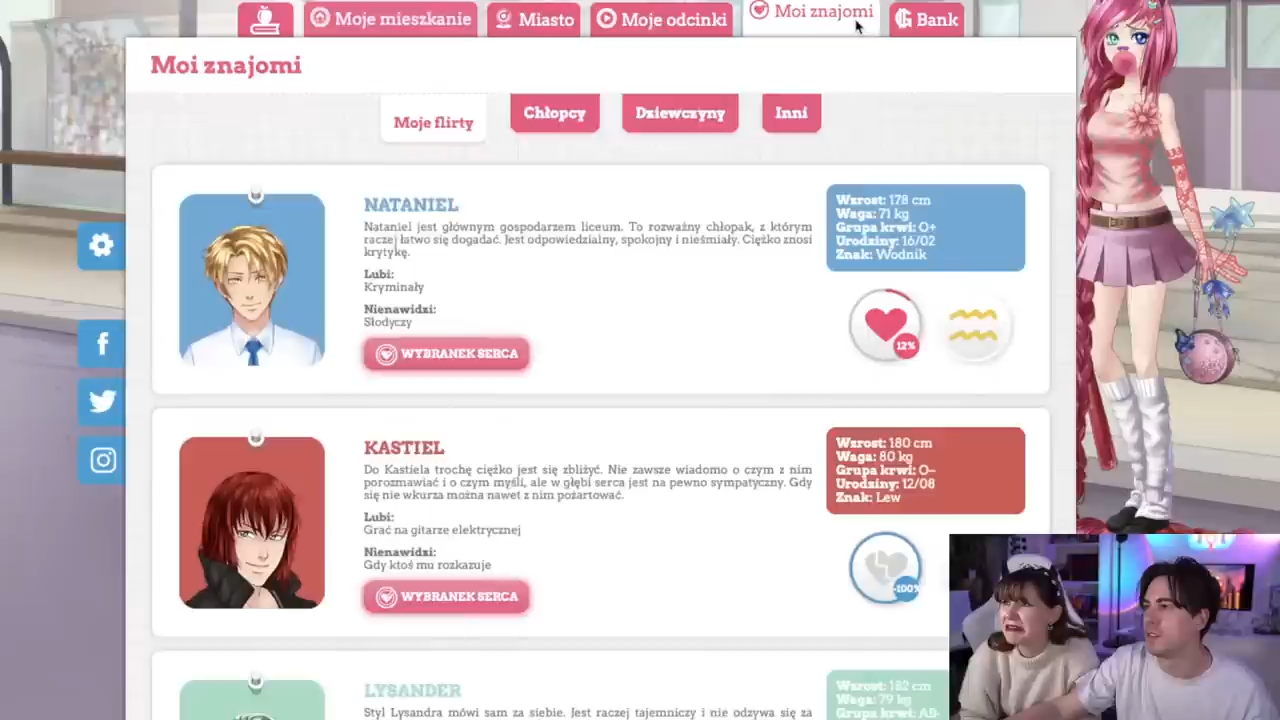 Moje mieszkanie
Miasto
Moje odcinki
Moi znajomi
Bank
Moi znajomi
Moje flirty
Chłopcy
Dziewczyny
Inni
NATANIEL
Nataniel jest głównym gospodarzem liceum. To rozważny chłopak, z którym
raczej łatwo się dogadać. Jest odpowiedzialny, spokojny i nieśmiały. Ciężko znosi
krytykę.
Lubi:
Kryminały
Nienawidzi:
Słodyczy
WYBRANEK SERCA
Wzrost: 178 cm
Waga: 71 kg
Grupa krwi: O+
Urodziny: 16/02
Znak: Wodnik
12%
KASTIEL
Do Kastiela trochę ciężko jest się zbliżyć. Nie zawsze wiadomo o czym z nim
porozmawiać i o czym myśli, ale w głębi serca jest na pewno sympatyczny. Gdy
się nie wkurza można nawet z nim pożartować.
Lubi:
Grać na gitarze elektrycznej
Nienawidzi:
Gdy ktoś mu rozkazuje
WYBRANEK SERCA
Wzrost: 180 cm
Waga: 80 kg
Grupa krwi: O-
Urodziny: 12/08
Znak: Lew
-100%
LYSANDER
Styl Lysandra mówi sam za siebie. Jest raczej tajemniczy i nie odzywa się za
Wzrost: 182 cm
Waga: 79 kg
Grupa krwi: AB-